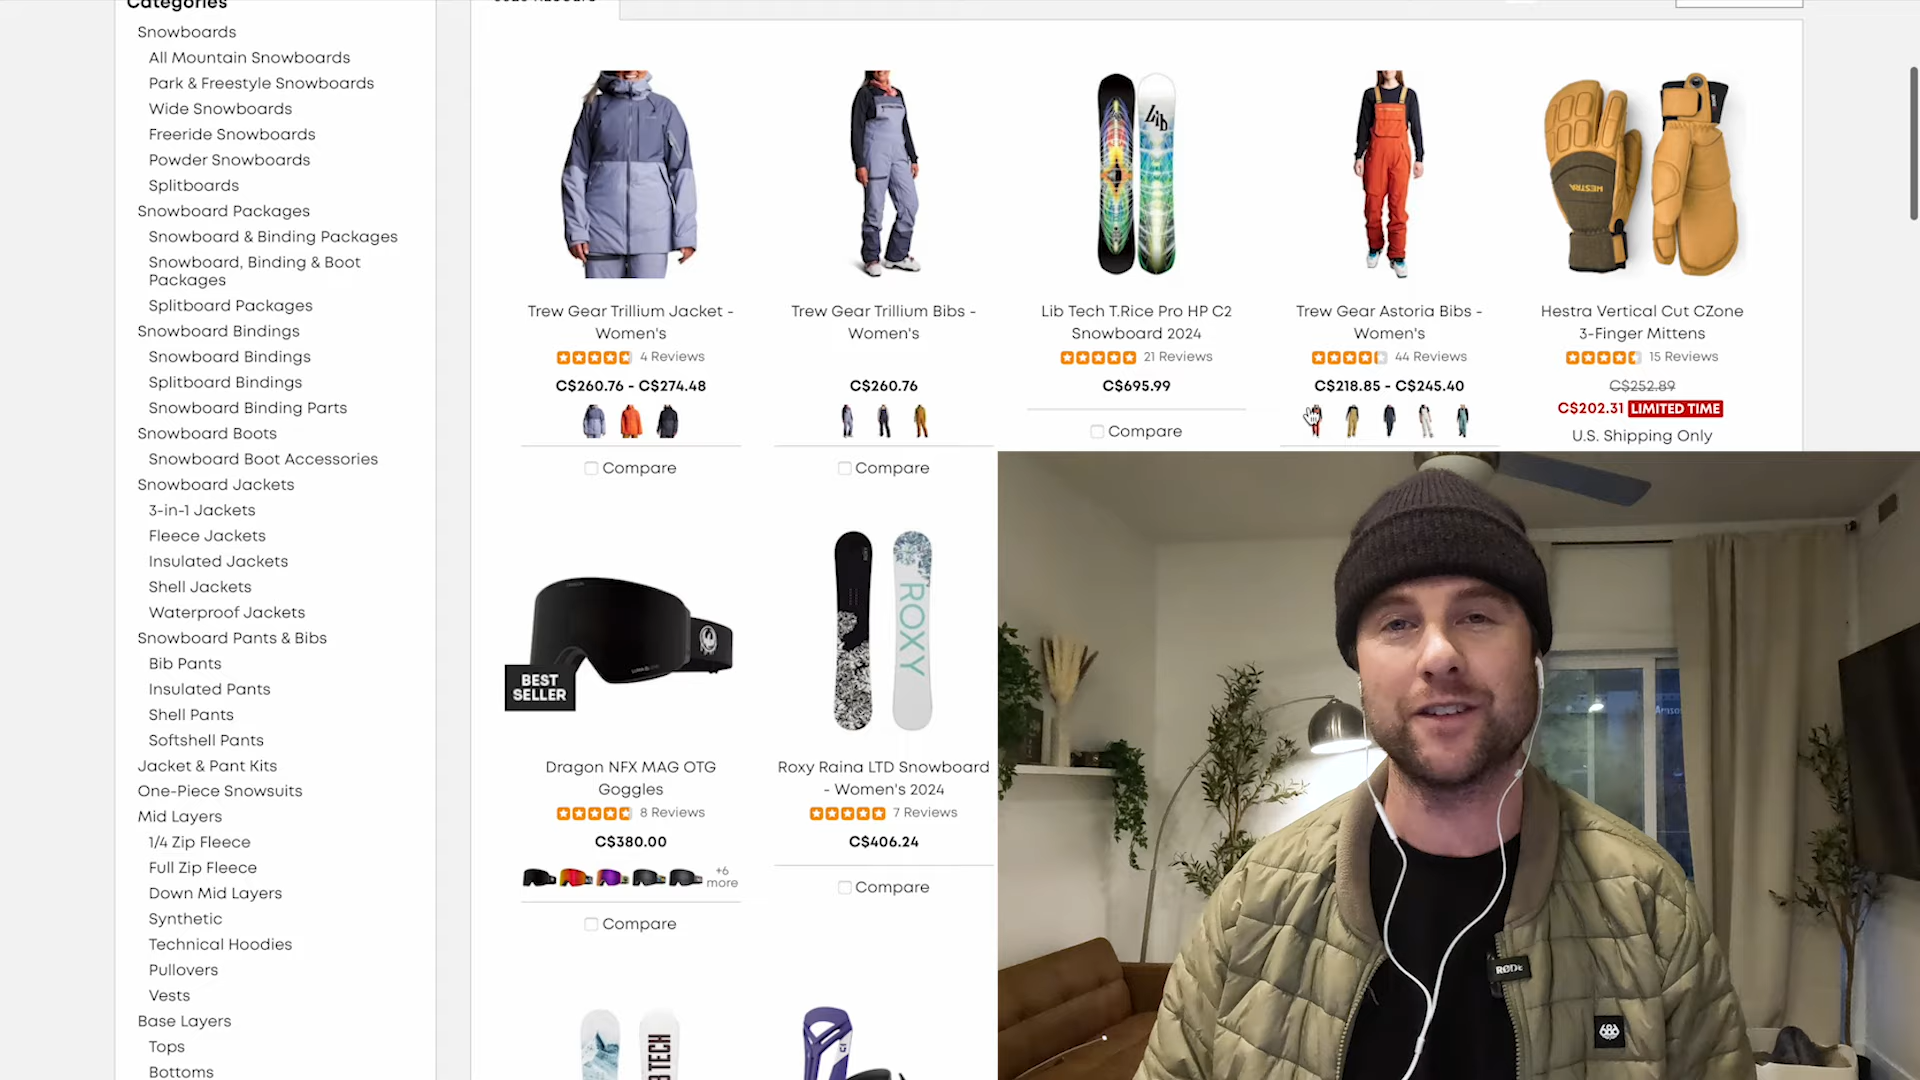 Categories
Snowboards
All Mountain Snowboards
Park & Freestyle Snowboards
Wide Snowboards
Freeride Snowboards
Powder Snowboards
Splitboards
Snowboard Packages
Snowboard & Binding Packages
Snowboard, Binding & Boot
Packages
Splitboard Packages
Snowboard Bindings
Snowboard Bindings
Splitboard Bindings
Snowboard Binding Parts
Snowboard Boots
Snowboard Boot Accessories
Snowboard Jackets
3-in-1 Jackets
Fleece Jackets
Insulated Jackets
Shell Jackets
Waterproof Jackets
Snowboard Pants & Bibs
Bib Pants
Insulated Pants
Shell Pants
Softshell Pants
Jacket & Pant Kits
One-Piece Snowsuits
Mid Layers
1/4 Zip Fleece
Full Zip Fleece
Down Mid Layers
Synthetic
Technical Hoodies
Pullovers
Vests
Base Layers
Tops
Bottoms
Trew Gear Trillium Jacket -
Women's
4 Reviews
C$260.76 - C$274.48
Compare
Trew Gear Trillium Bibs -
Women's
C$260.76
Compare
Lib
Lib Tech T.Rice Pro HP C2
Snowboard 2024
21 Reviews
C$695.99
Compare
Trew Gear Astoria Bibs -
Women's
44 Reviews
C$218.85 - C$245.40
HESTRA
Hestra Vertical Cut CZone
3-Finger Mittens
15 Reviews
C$252.89
C$202.31 LIMITED TIME
U.S. Shipping Only
BEST
SELLER
Dragon NFX MAG OTG
Goggles
8 Reviews
C$380.00
+6
more
Compare
ROXY
Roxy Raina LTD Snowboard
- Women's 2024
7 Reviews
C$406.24
Compare
B TECH
RØDE
686